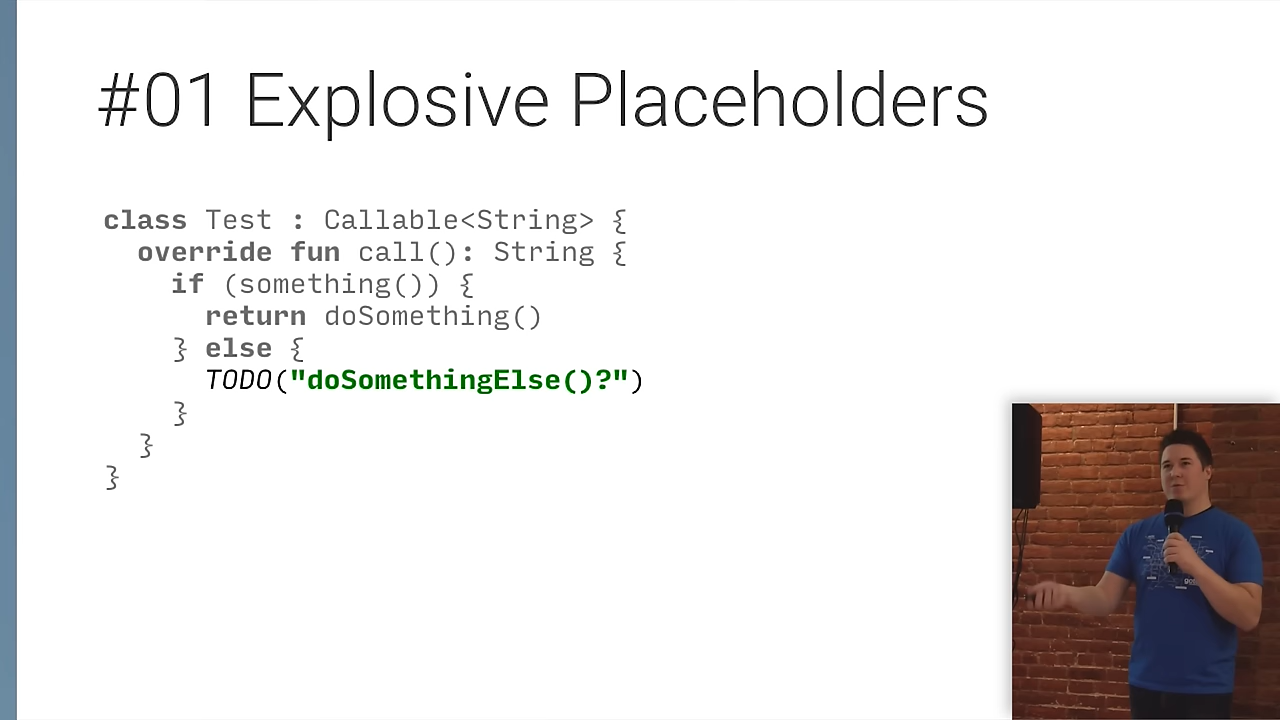 #01 Explosive Placeholders
class Test : Callable<String> {
  override fun call(): String {
    if (something()) {
      return doSomething()
    } else {
      TODO("doSomethingElse()?")
    }
  }
}